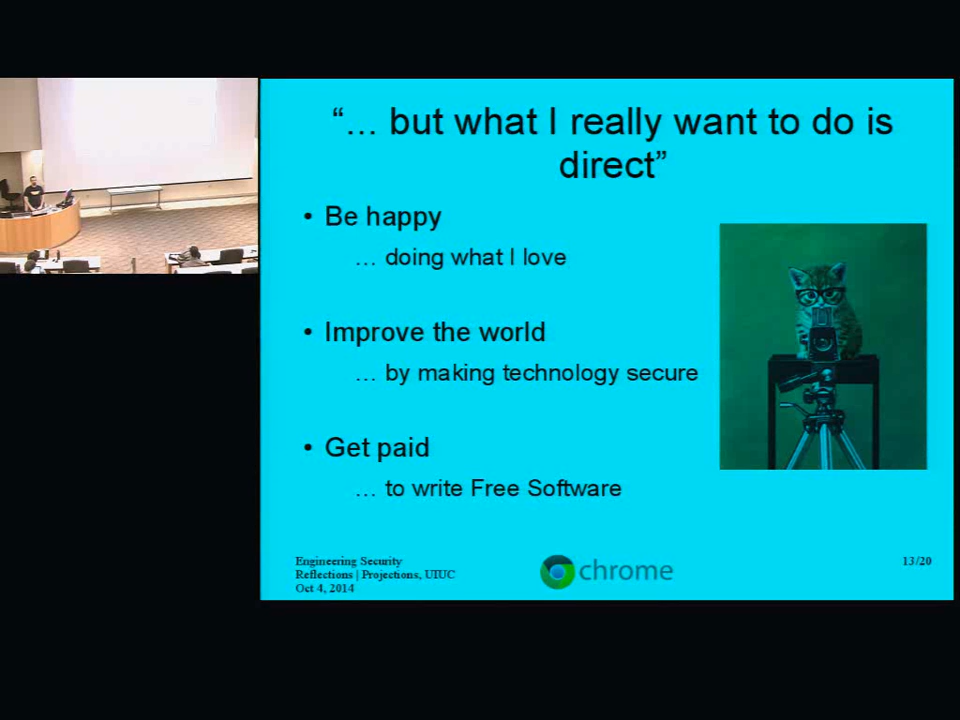 “... but what I really want to do is
direct”
• Be happy
... doing what I love
• Improve the world
... by making technology secure
• Get paid
... to write Free Software
Engineering Security
Reflections | Projections, UIUC
Oct 4, 2014
chrome
13/20